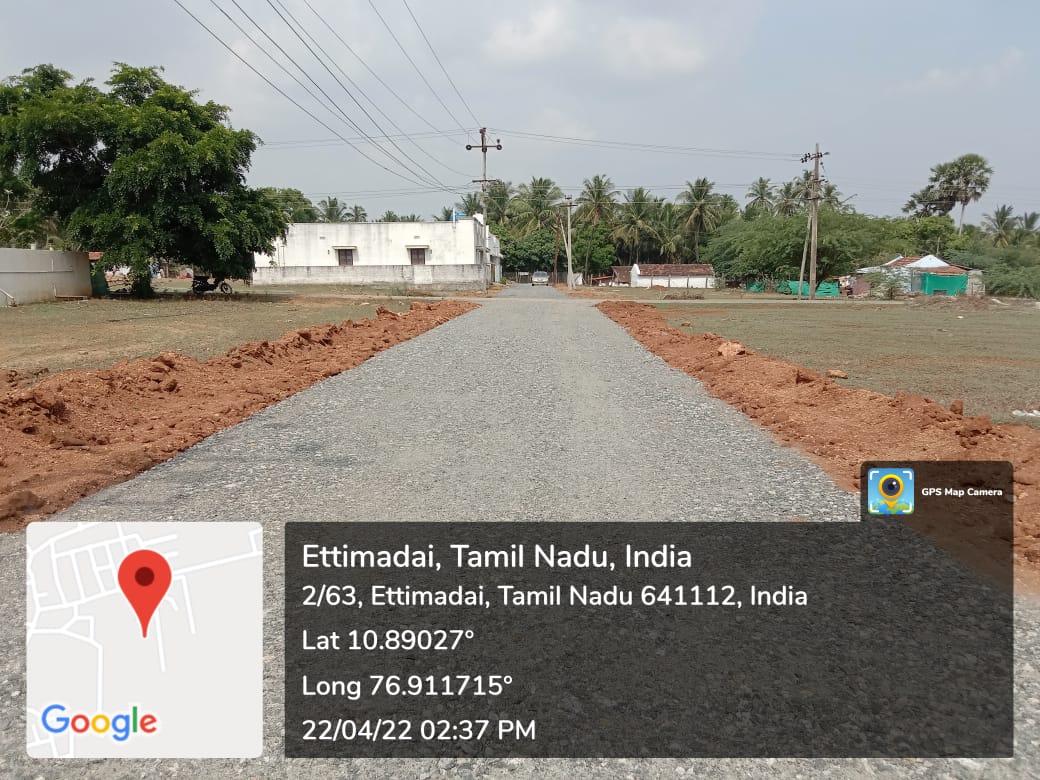 GPS Map Camera
Ettimadai, Tamil Nadu, India
2/63, Ettimadai, Tamil Nadu 641112, India
Lat 10.89027°
Long 76.911715°
22/04/22 02:37 PM
Google